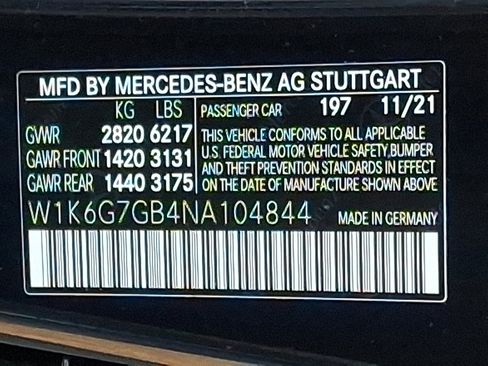 MFD BY MERCEDES-BENZ AG STUTTGART
KG LBS PASSENGER CAR 197 11/21
GVWR 2820 6217
GAWR FRONT 1420 3131
GAWR REAR 1440 3175
THIS VEHICLE CONFORMS TO ALL APPLICABLE
U.S. FEDERAL MOTOR VEHICLE SAFETY, BUMPER
AND THEFT PREVENTION STANDARDS IN EFFECT
ON THE DATE OF MANUFACTURE SHOWN ABOVE
W1K6G7GB4NA104844 MADE IN GERMANY